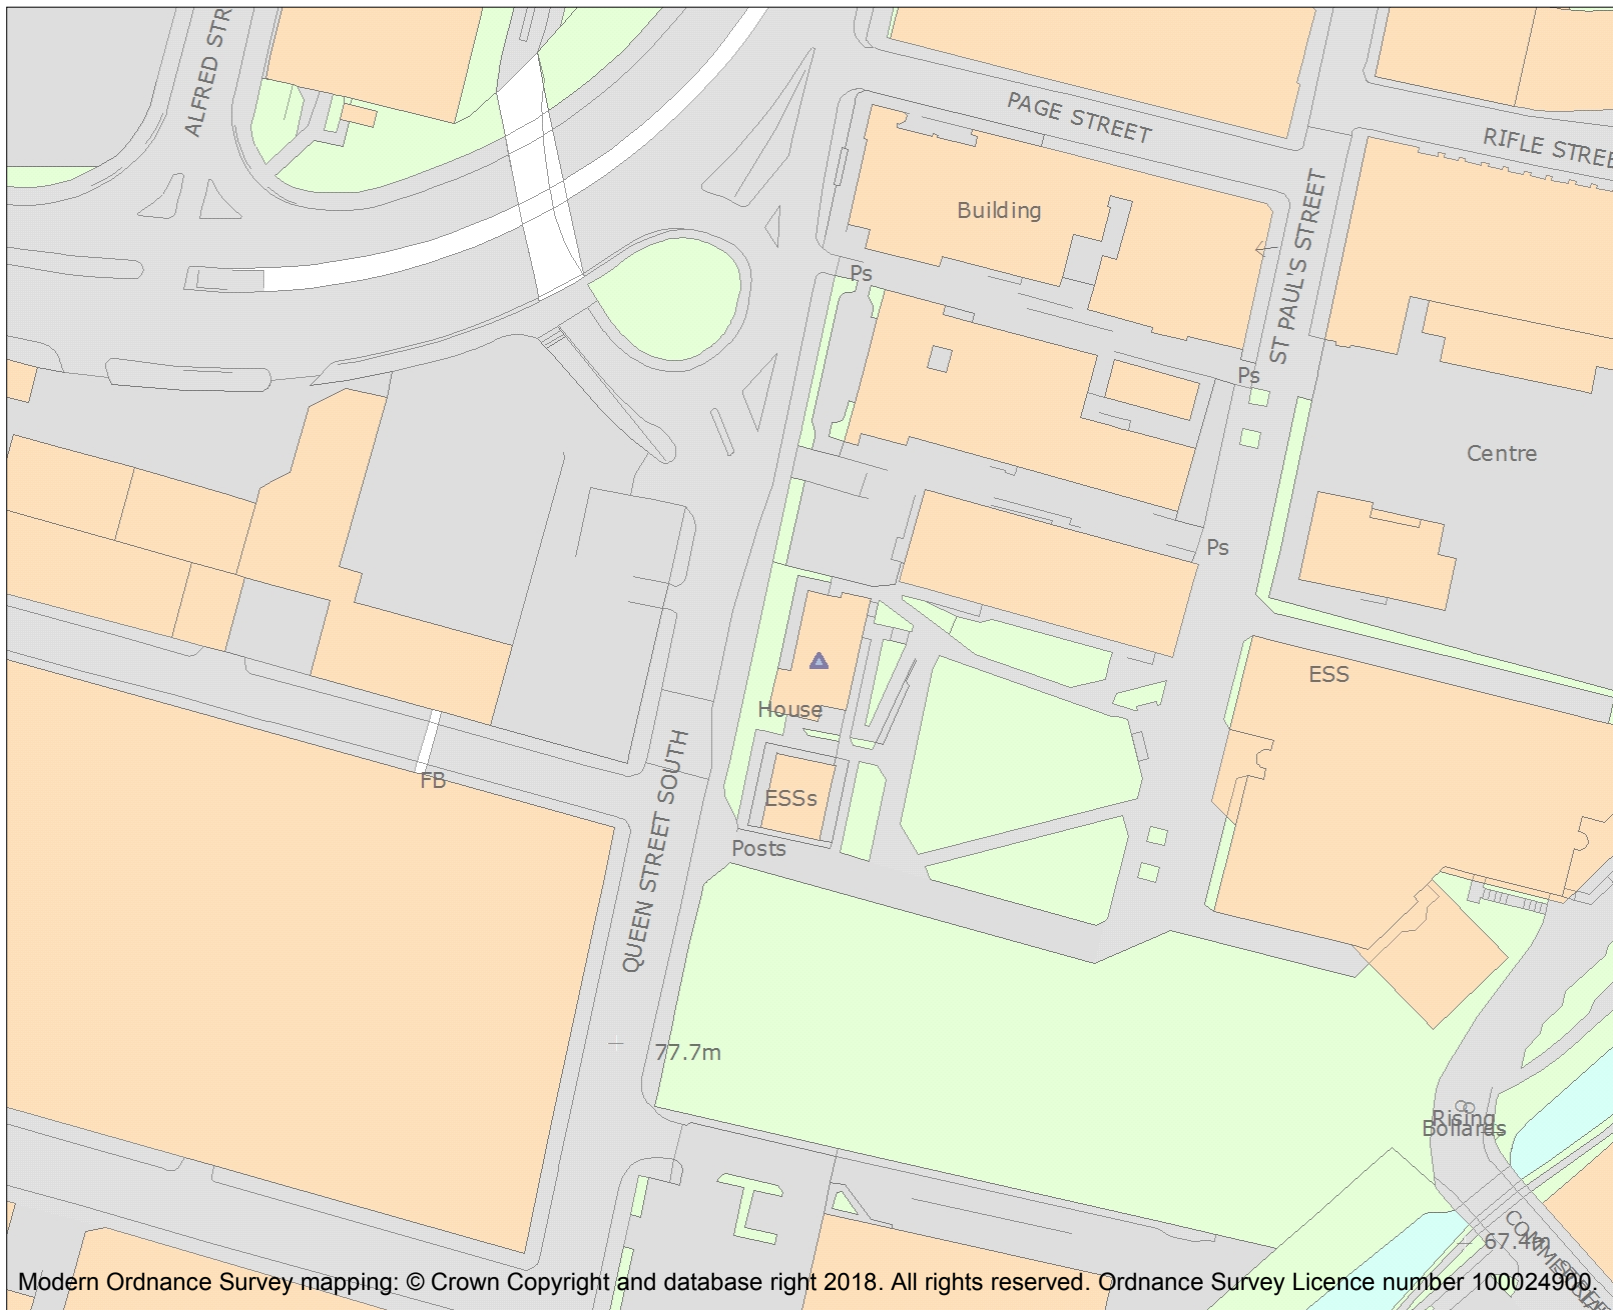 ALFRED STR
PAGE STREET
RIFLE STREE
Building
ST PAUL'S STREET
Ps
Ps
Centre
Ps
ESS
House
QUEEN STREET SOUTH
FB
ESSs
Posts
77.7m
Rising
Bollards
67.4m
Modern Ordnance Survey mapping: © Crown Copyright and database right 2018. All rights reserved. Ordnance Survey Licence number 100024900.